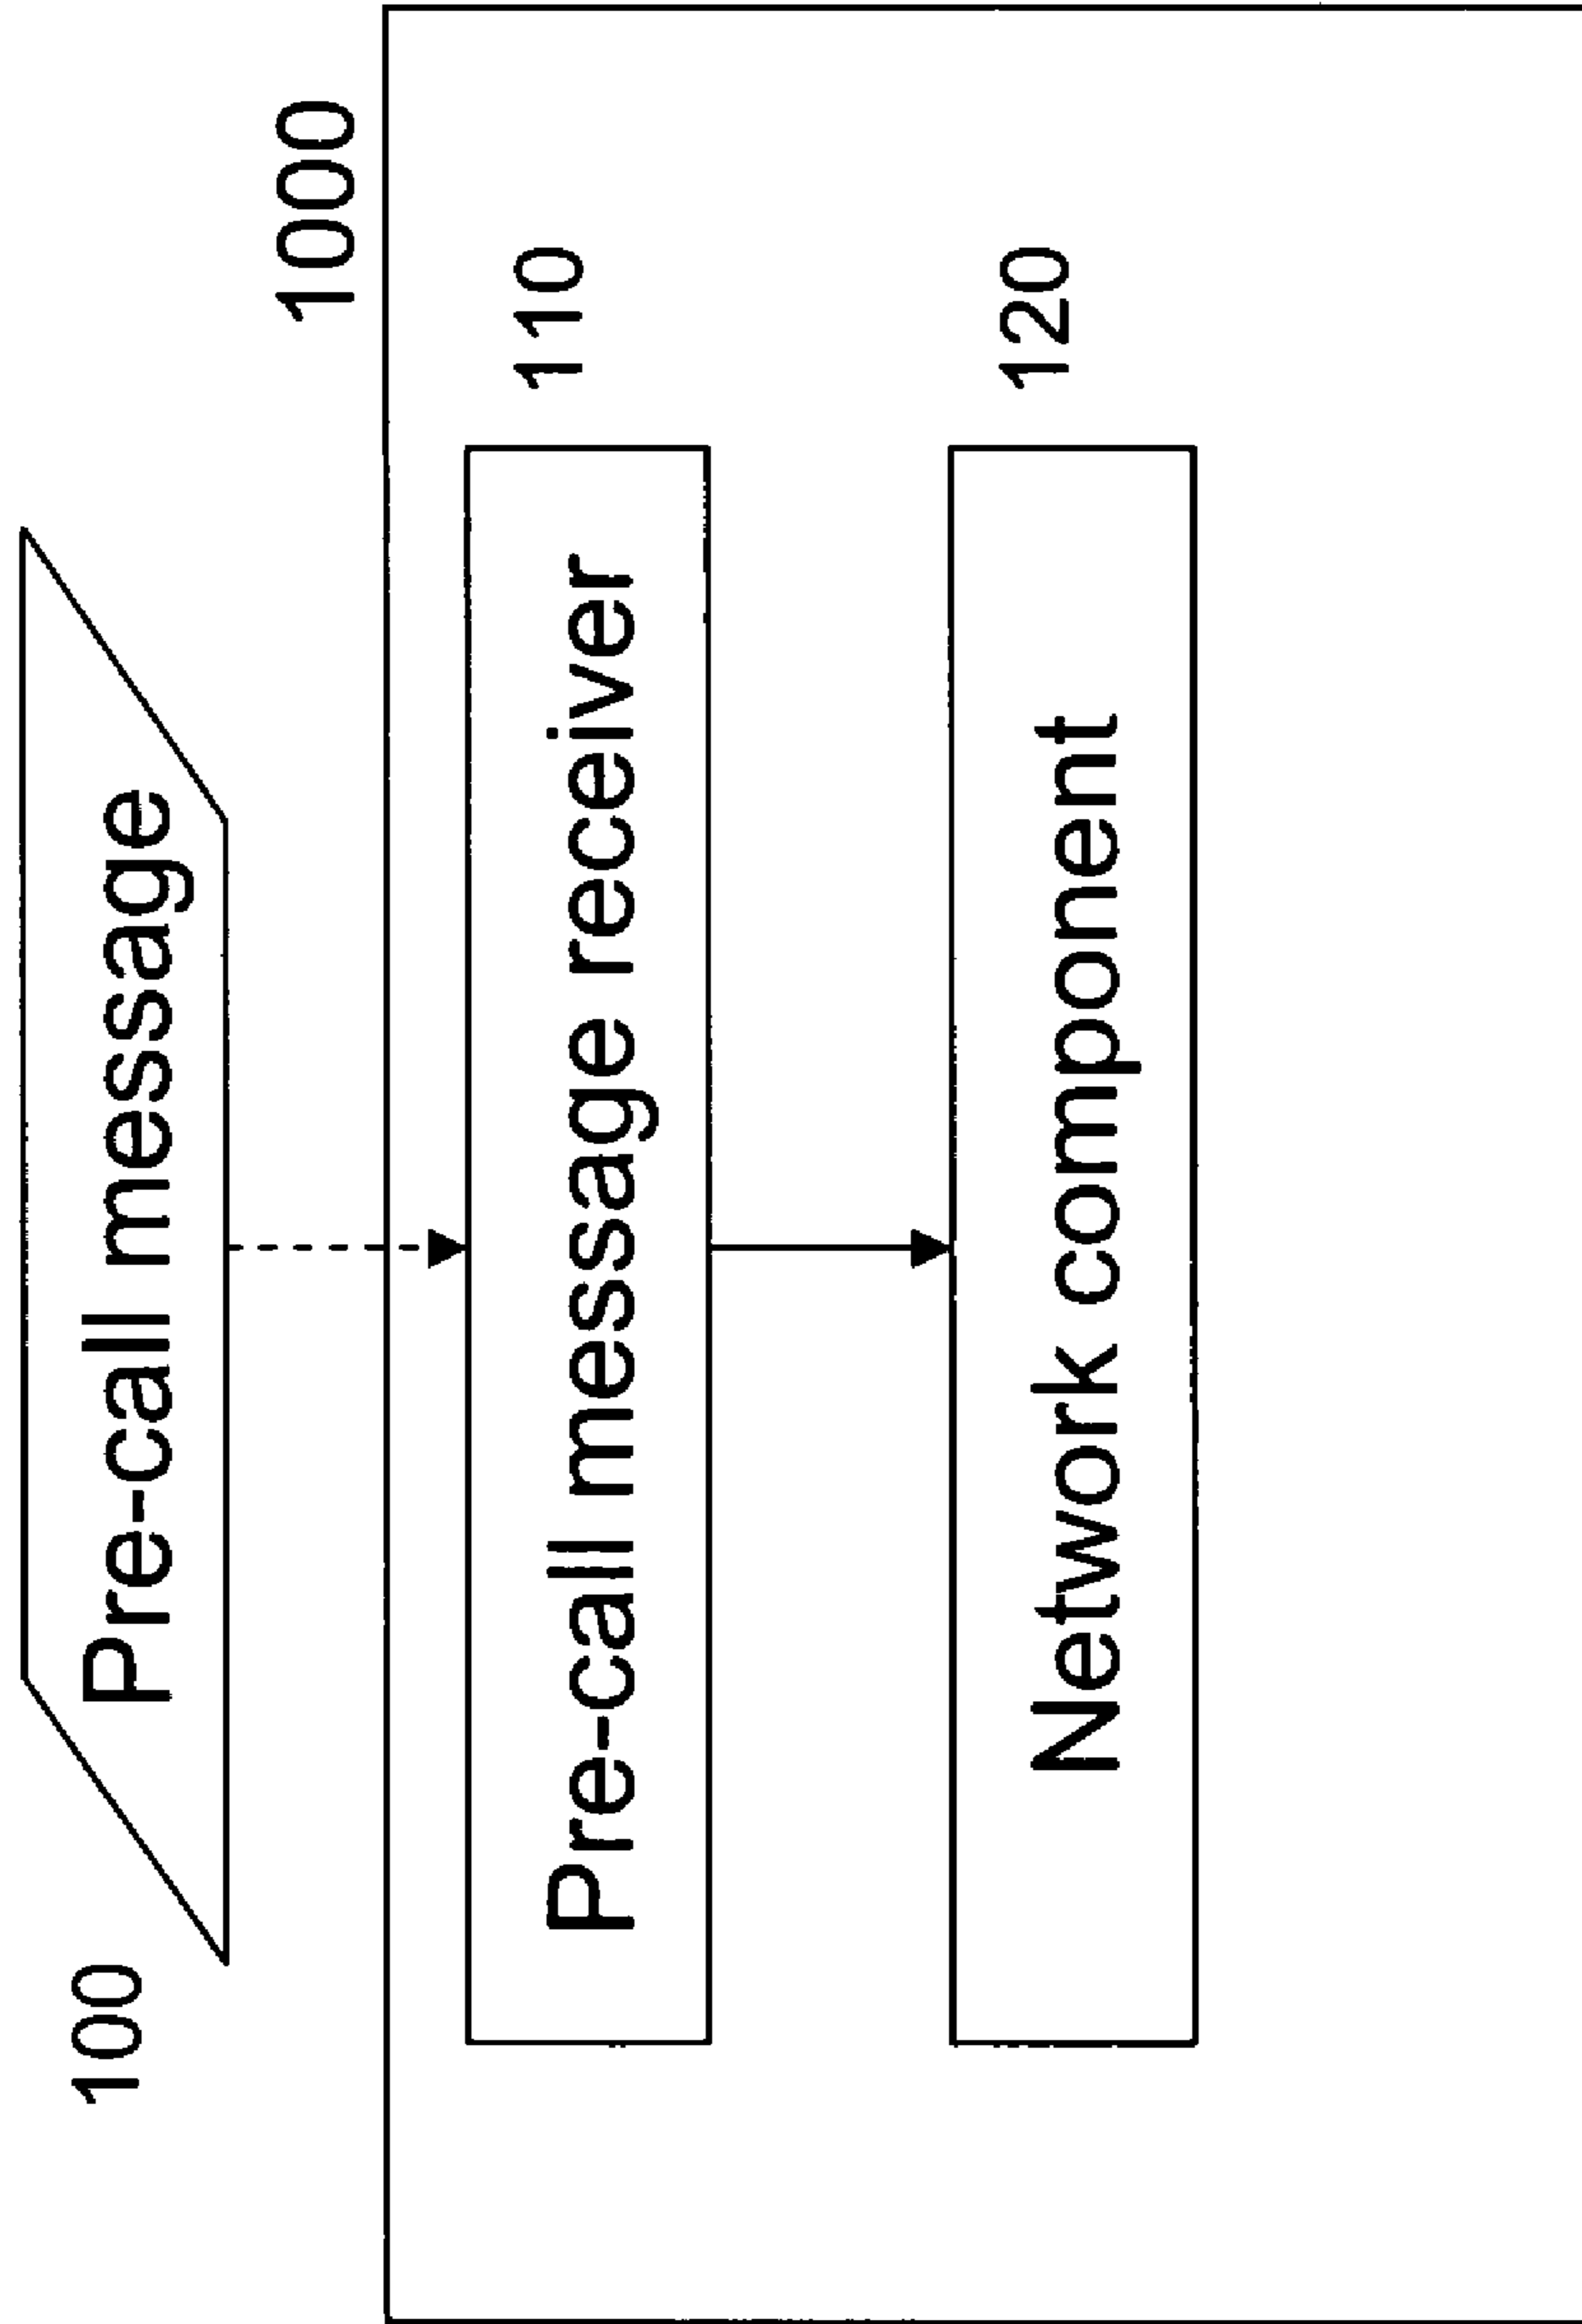 100
Pre-call message
1000
Pre-call message receiver
110
Network component
120